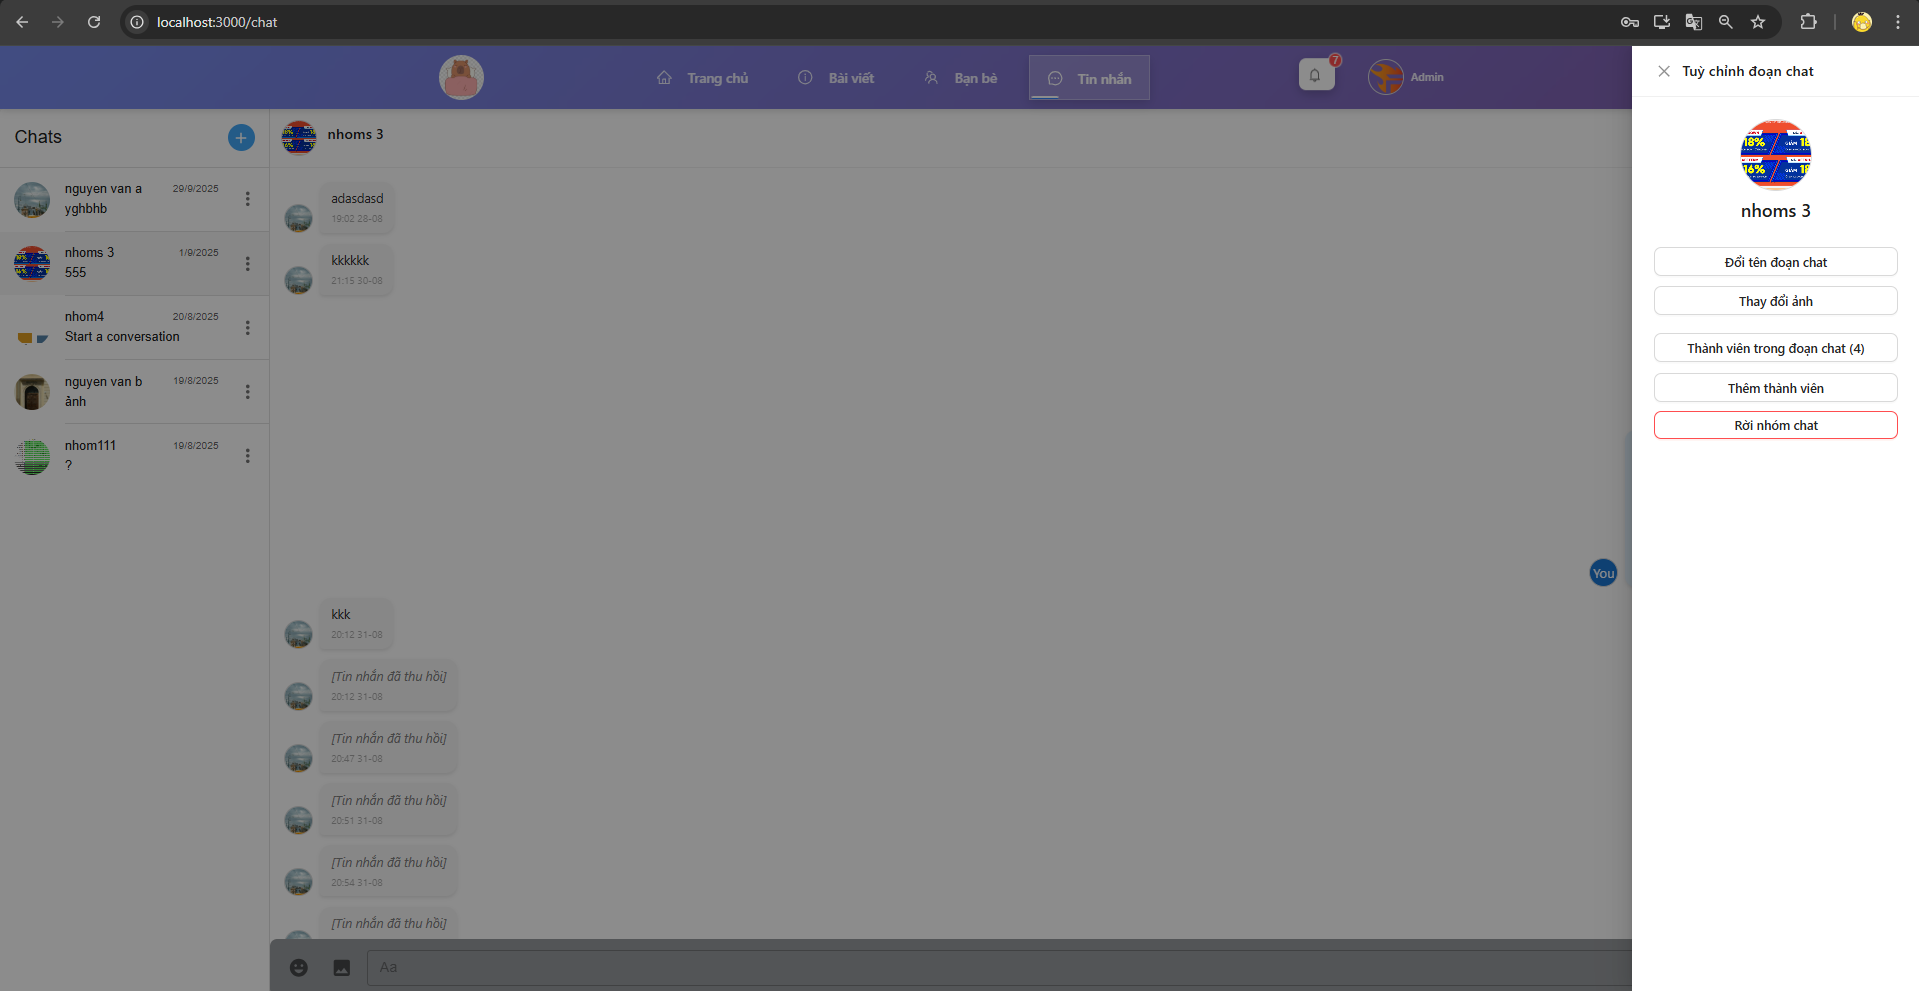 localhost:3000/chat
Trang chủ
Bài viết
Bạn bè
Tin nhắn
7
Admin
Chats
nguyen van a
29/9/2025
yghbhb
nhoms 3
1/9/2025
555
nhom4
20/8/2025
Start a conversation
nguyen van b
19/8/2025
ảnh
nhom111
19/8/2025
?
nhoms 3
adasdasd
19:02 28-08
kkkkkk
21:15 30-08
You
kkk
20:12 31-08
[Tin nhắn đã thu hồi]
20:12 31-08
[Tin nhắn đã thu hồi]
20:47 31-08
[Tin nhắn đã thu hồi]
20:51 31-08
[Tin nhắn đã thu hồi]
20:54 31-08
[Tin nhắn đã thu hồi]
Aa
Tuỳ chỉnh đoạn chat
18%
GIẢM
16%
GIẢM
nhoms 3
Đổi tên đoạn chat
Thay đổi ảnh
Thành viên trong đoạn chat (4)
Thêm thành viên
Rời nhóm chat